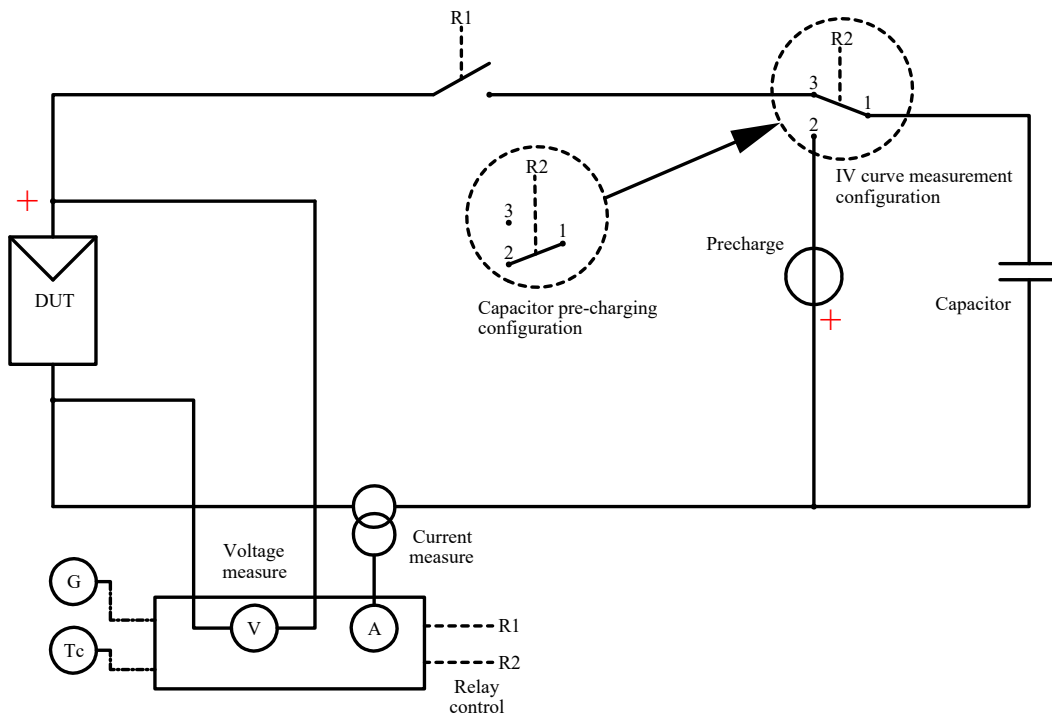 R1
R2
3
1
2
IV curve measurement
configuration
R2
3
1
2
Capacitor pre-charging
configuration
+
DUT
Precharge
+
Capacitor
Voltage
measure
Current
measure
G
Tc
V
A
R1
R2
Relay
control